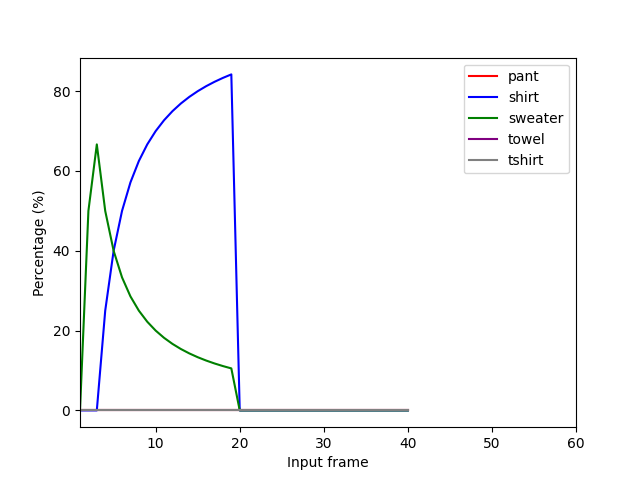 pant
shirt
sweater
towel
tshirt
Percentage (%)
80
60
40
20
0
10 20 30 40 50 60
Input frame